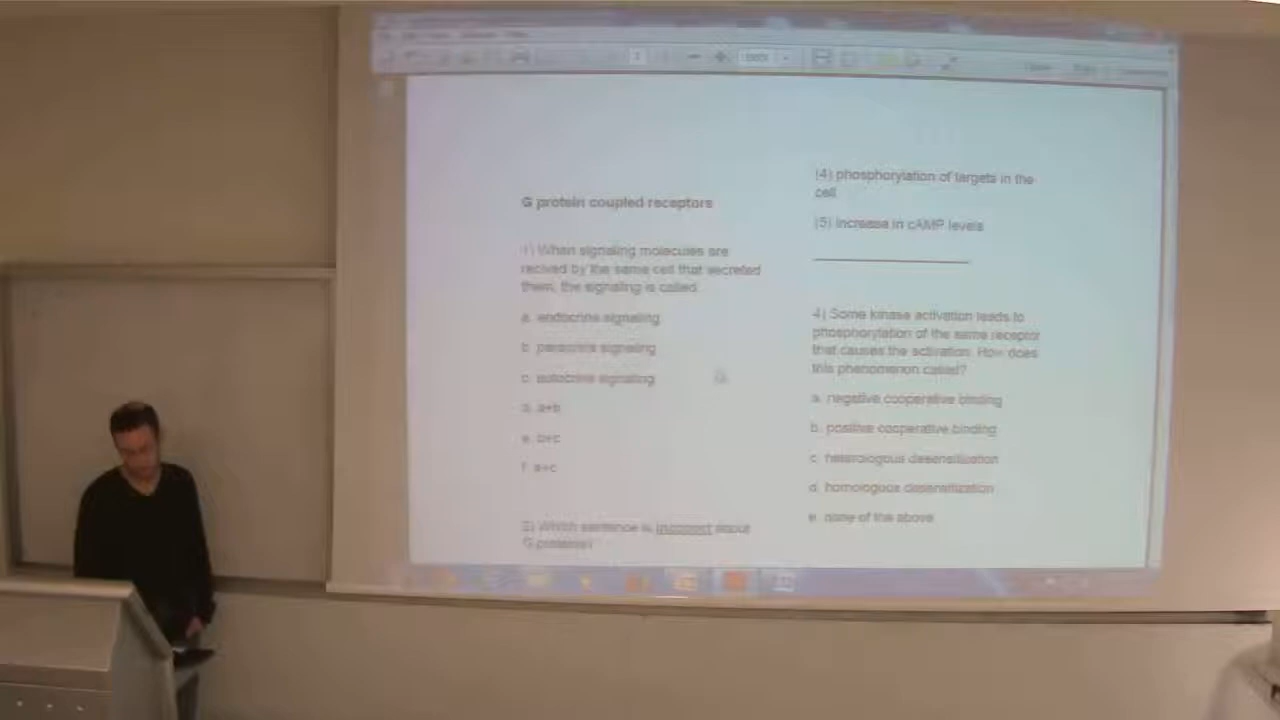 G protein coupled receptors
1) When signaling molecules are
recived by the same cell that secreted
them, the signaling is called:
a. endocrine signaling
b. paracrine signaling
c. autocrine signaling
d. a+b
e. b+c
f. a+c
2) Which sentence is incorrect about
G proteins?
(4) phosphorylation of targets in the
cell
(5) increase in cAMP levels
4) Some kinase activation leads to
phosphorylation of the same receptor
that causes the activation. How does
this phenomenon called?
a. negative cooperative binding
b. positive cooperative binding
c. heterologous desensitization
d. homologous desensitization
e. none of the above